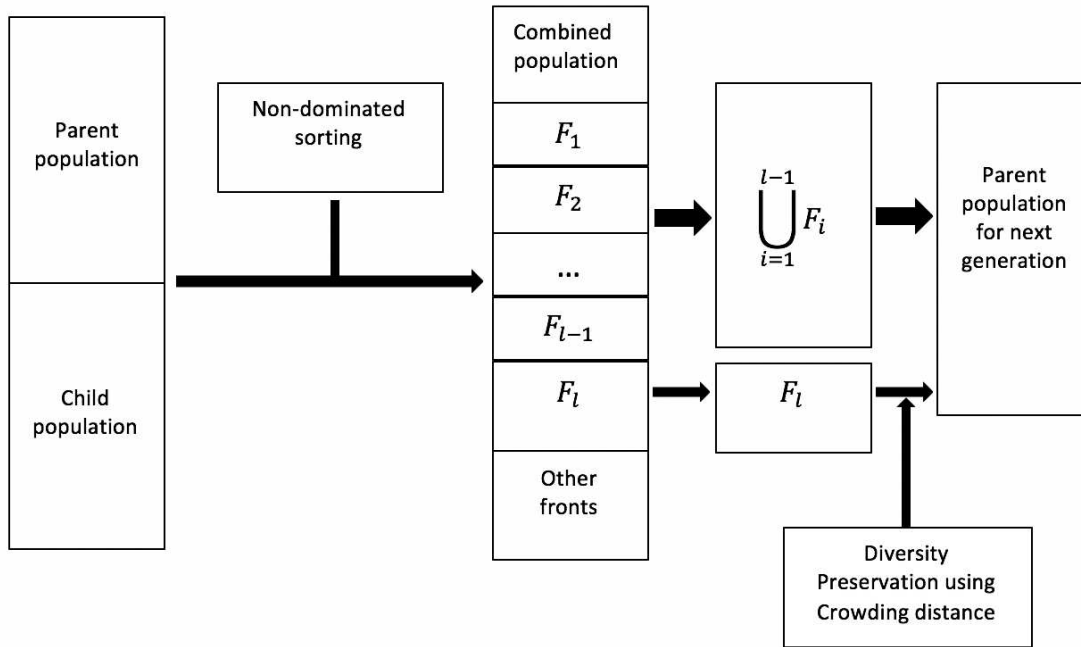 Parent
population
Child
population
Non-dominated
sorting
Combined
population
F₁
F₂
...
Fₗ₋₁
Fₗ
Other
fronts
l−1
⋃ Fᵢ
i=1
Fₗ
Parent
population
for next
generation
Diversity
Preservation using
Crowding distance